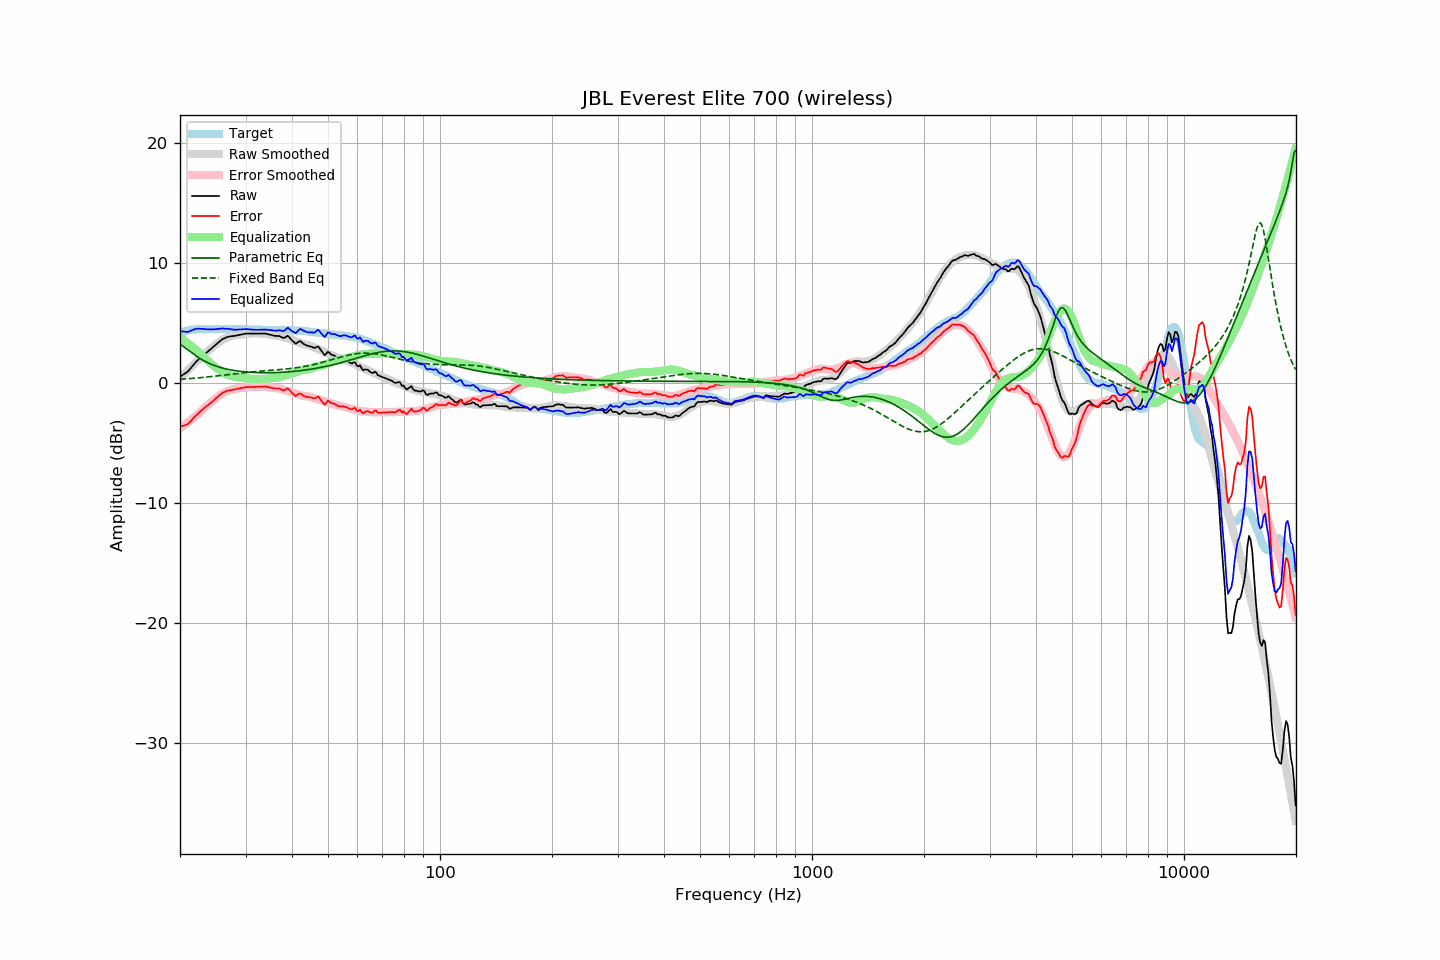 JBL Everest Elite 700 (wireless)
Target
Raw Smoothed
Error Smoothed
Raw
Error
Equalization
Parametric Eq
Fixed Band Eq
Equalized
20
10
0
−10
−20
−30
Amplitude (dBr)
100
1000
10000
Frequency (Hz)